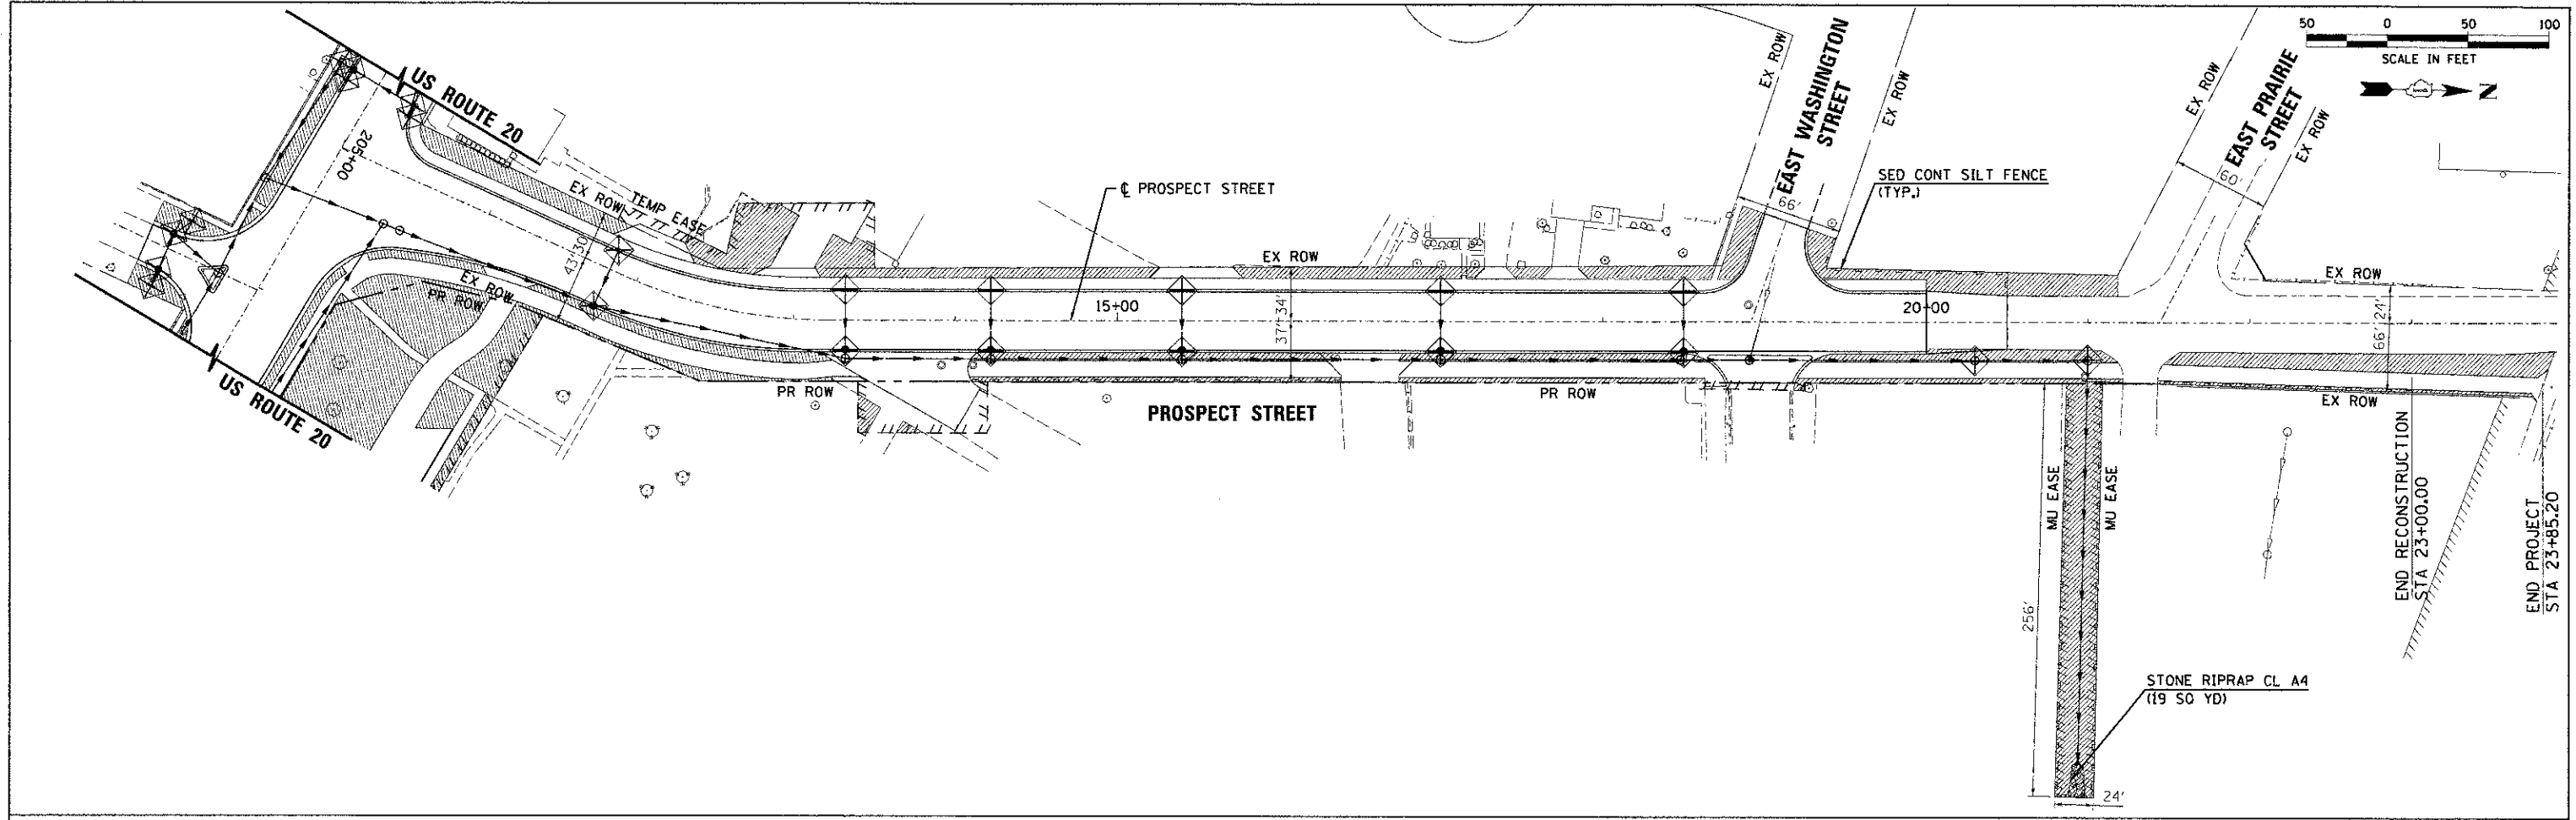 50 0 50 100
SCALE IN FEET
N
US ROUTE 20
205+00
EX ROW
TEMP EASE
43'
30'
EX ROW
PR ROW
US ROUTE 20
℄ PROSPECT STREET
EX ROW
15+00
37'
34'
PR ROW
PROSPECT STREET
PR ROW
EX ROW
EAST WASHINGTON
STREET
EX ROW
66'
SED CONT SILT FENCE
(TYP.)
20+00
EX ROW
EAST PRAIRIE
STREET
EX ROW
60'
EX ROW
66'
24'
EX ROW
MU EASE
MU EASE
256'
24'
STONE RIPRAP CL A4
(19 SQ YD)
END RECONSTRUCTION
STA 23+00.00
END PROJECT
STA 23+85.20